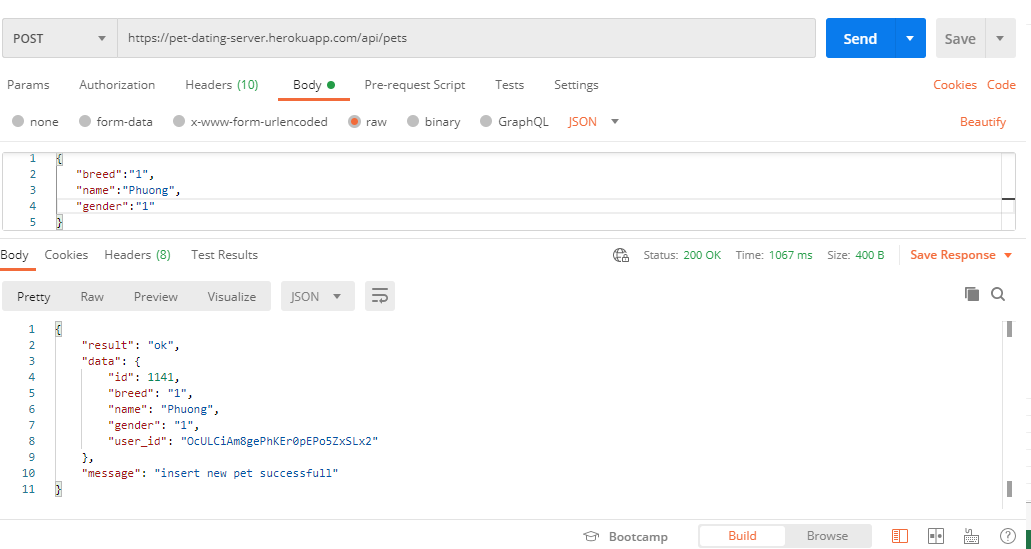 POST https://pet-dating-server.herokuapp.com/api/pets Send Save
Params Authorization Headers (10) Body Pre-request Script Tests Settings Cookies Code
none form-data x-www-form-urlencoded raw binary GraphQL JSON Beautify
1 {
2 "breed":"1",
3 "name":"Phuong",
4 "gender":"1"
5 }
Body Cookies Headers (8) Test Results Status: 200 OK Time: 1067 ms Size: 400 B Save Response
Pretty Raw Preview Visualize JSON
1 {
2 "result": "ok",
3 "data": {
4 "id": 1141,
5 "breed": "1",
6 "name": "Phuong",
7 "gender": "1",
8 "user_id": "OcULCiAm8gePhKEr0pEPo5ZxSLx2"
9 },
10 "message": "insert new pet successfull"
11 }
Bootcamp Build Browse ?